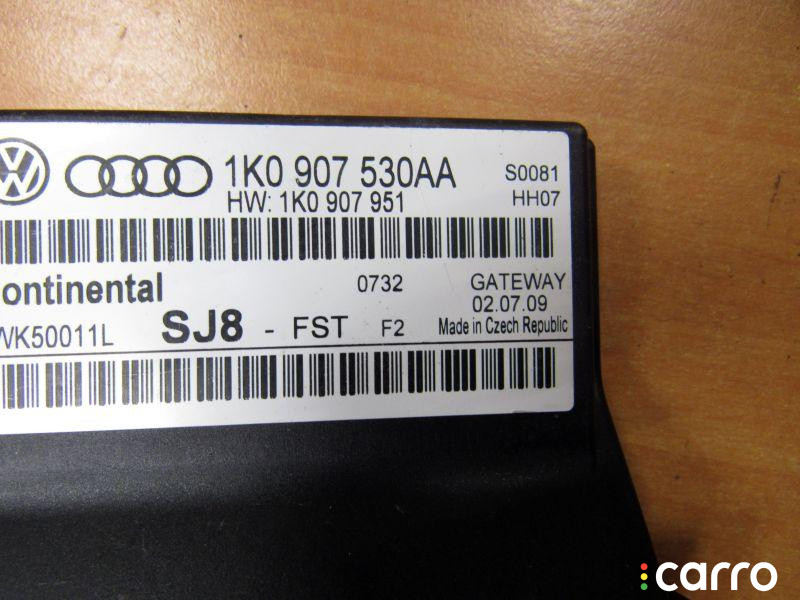 1K0 907 530AA S0081
HW: 1K0 907 951 HH07
ontinental 0732 GATEWAY
02.07.09
WK50011L SJ8 - FST F2 Made in Czech Republic
carro